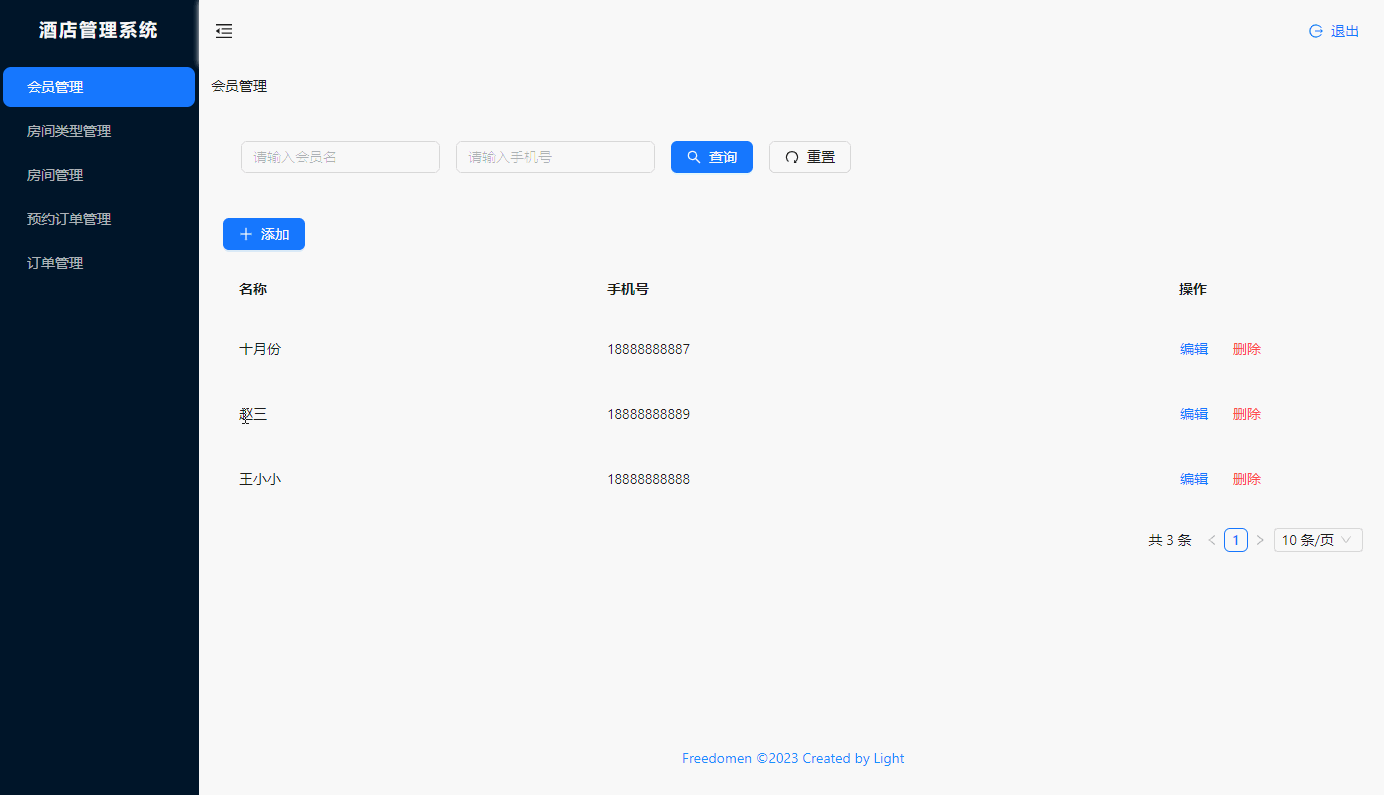 酒店管理系统
退出
会员管理
房间类型管理
房间管理
预约订单管理
订单管理
会员管理
请输入会员名 请输入手机号 查询 重置
添加
名称 手机号 操作
十月份 18888888887 编辑 删除
赵三 18888888889 编辑 删除
王小小 18888888888 编辑 删除
共 3 条 1 10 条/页
Freedomen ©2023 Created by Light